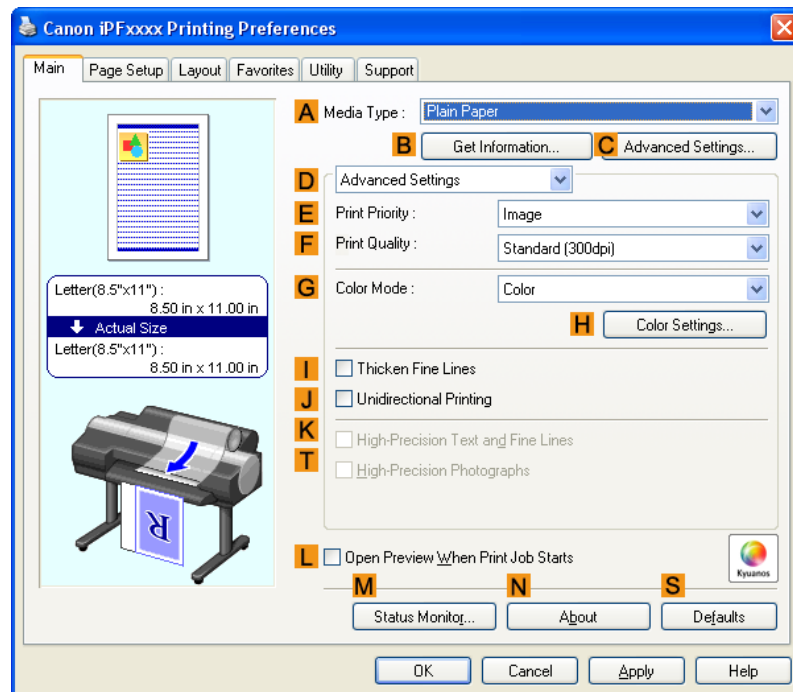 Canon iPFxxxx Printing Preferences
Main Page Setup Layout Favorites Utility Support
A Media Type : Plain Paper
B Get Information... C Advanced Settings...
D Advanced Settings
E Print Priority : Image
F Print Quality : Standard (300dpi)
G Color Mode : Color
H Color Settings...
Letter(8.5"x11") :
8.50 in x 11.00 in
Actual Size
Letter(8.5"x11") :
8.50 in x 11.00 in
I Thicken Fine Lines
J Unidirectional Printing
K High-Precision Text and Fine Lines
T High-Precision Photographs
R
L Open Preview When Print Job Starts
Kyuanos
M N S
Status Monitor... About Defaults
OK Cancel Apply Help